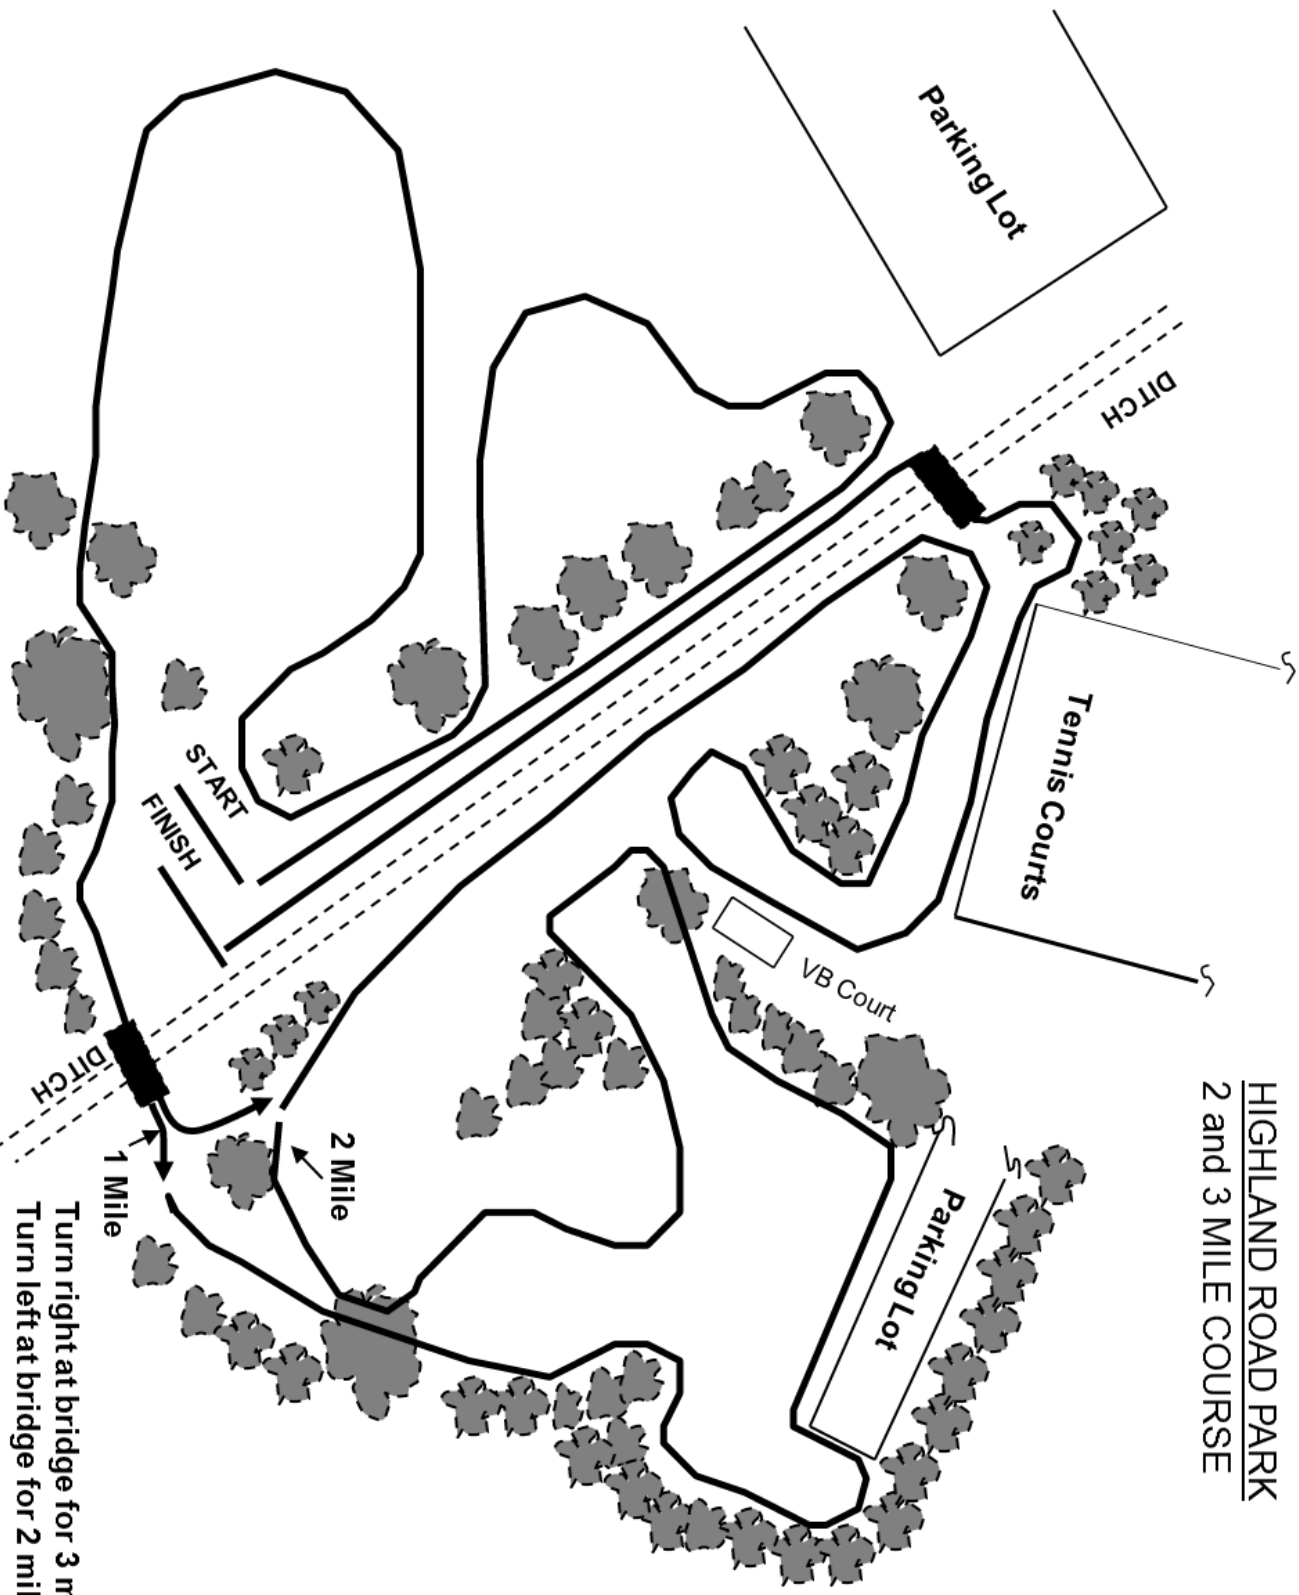 HIGHLAND ROAD PARK
2 and 3 MILE COURSE
Parking Lot
DITCH
Tennis Courts
VB Court
START
FINISH
Parking Lot
DITCH
2 Mile
1 Mile
Turn right at bridge for 3 m
Turn left at bridge for 2 mil